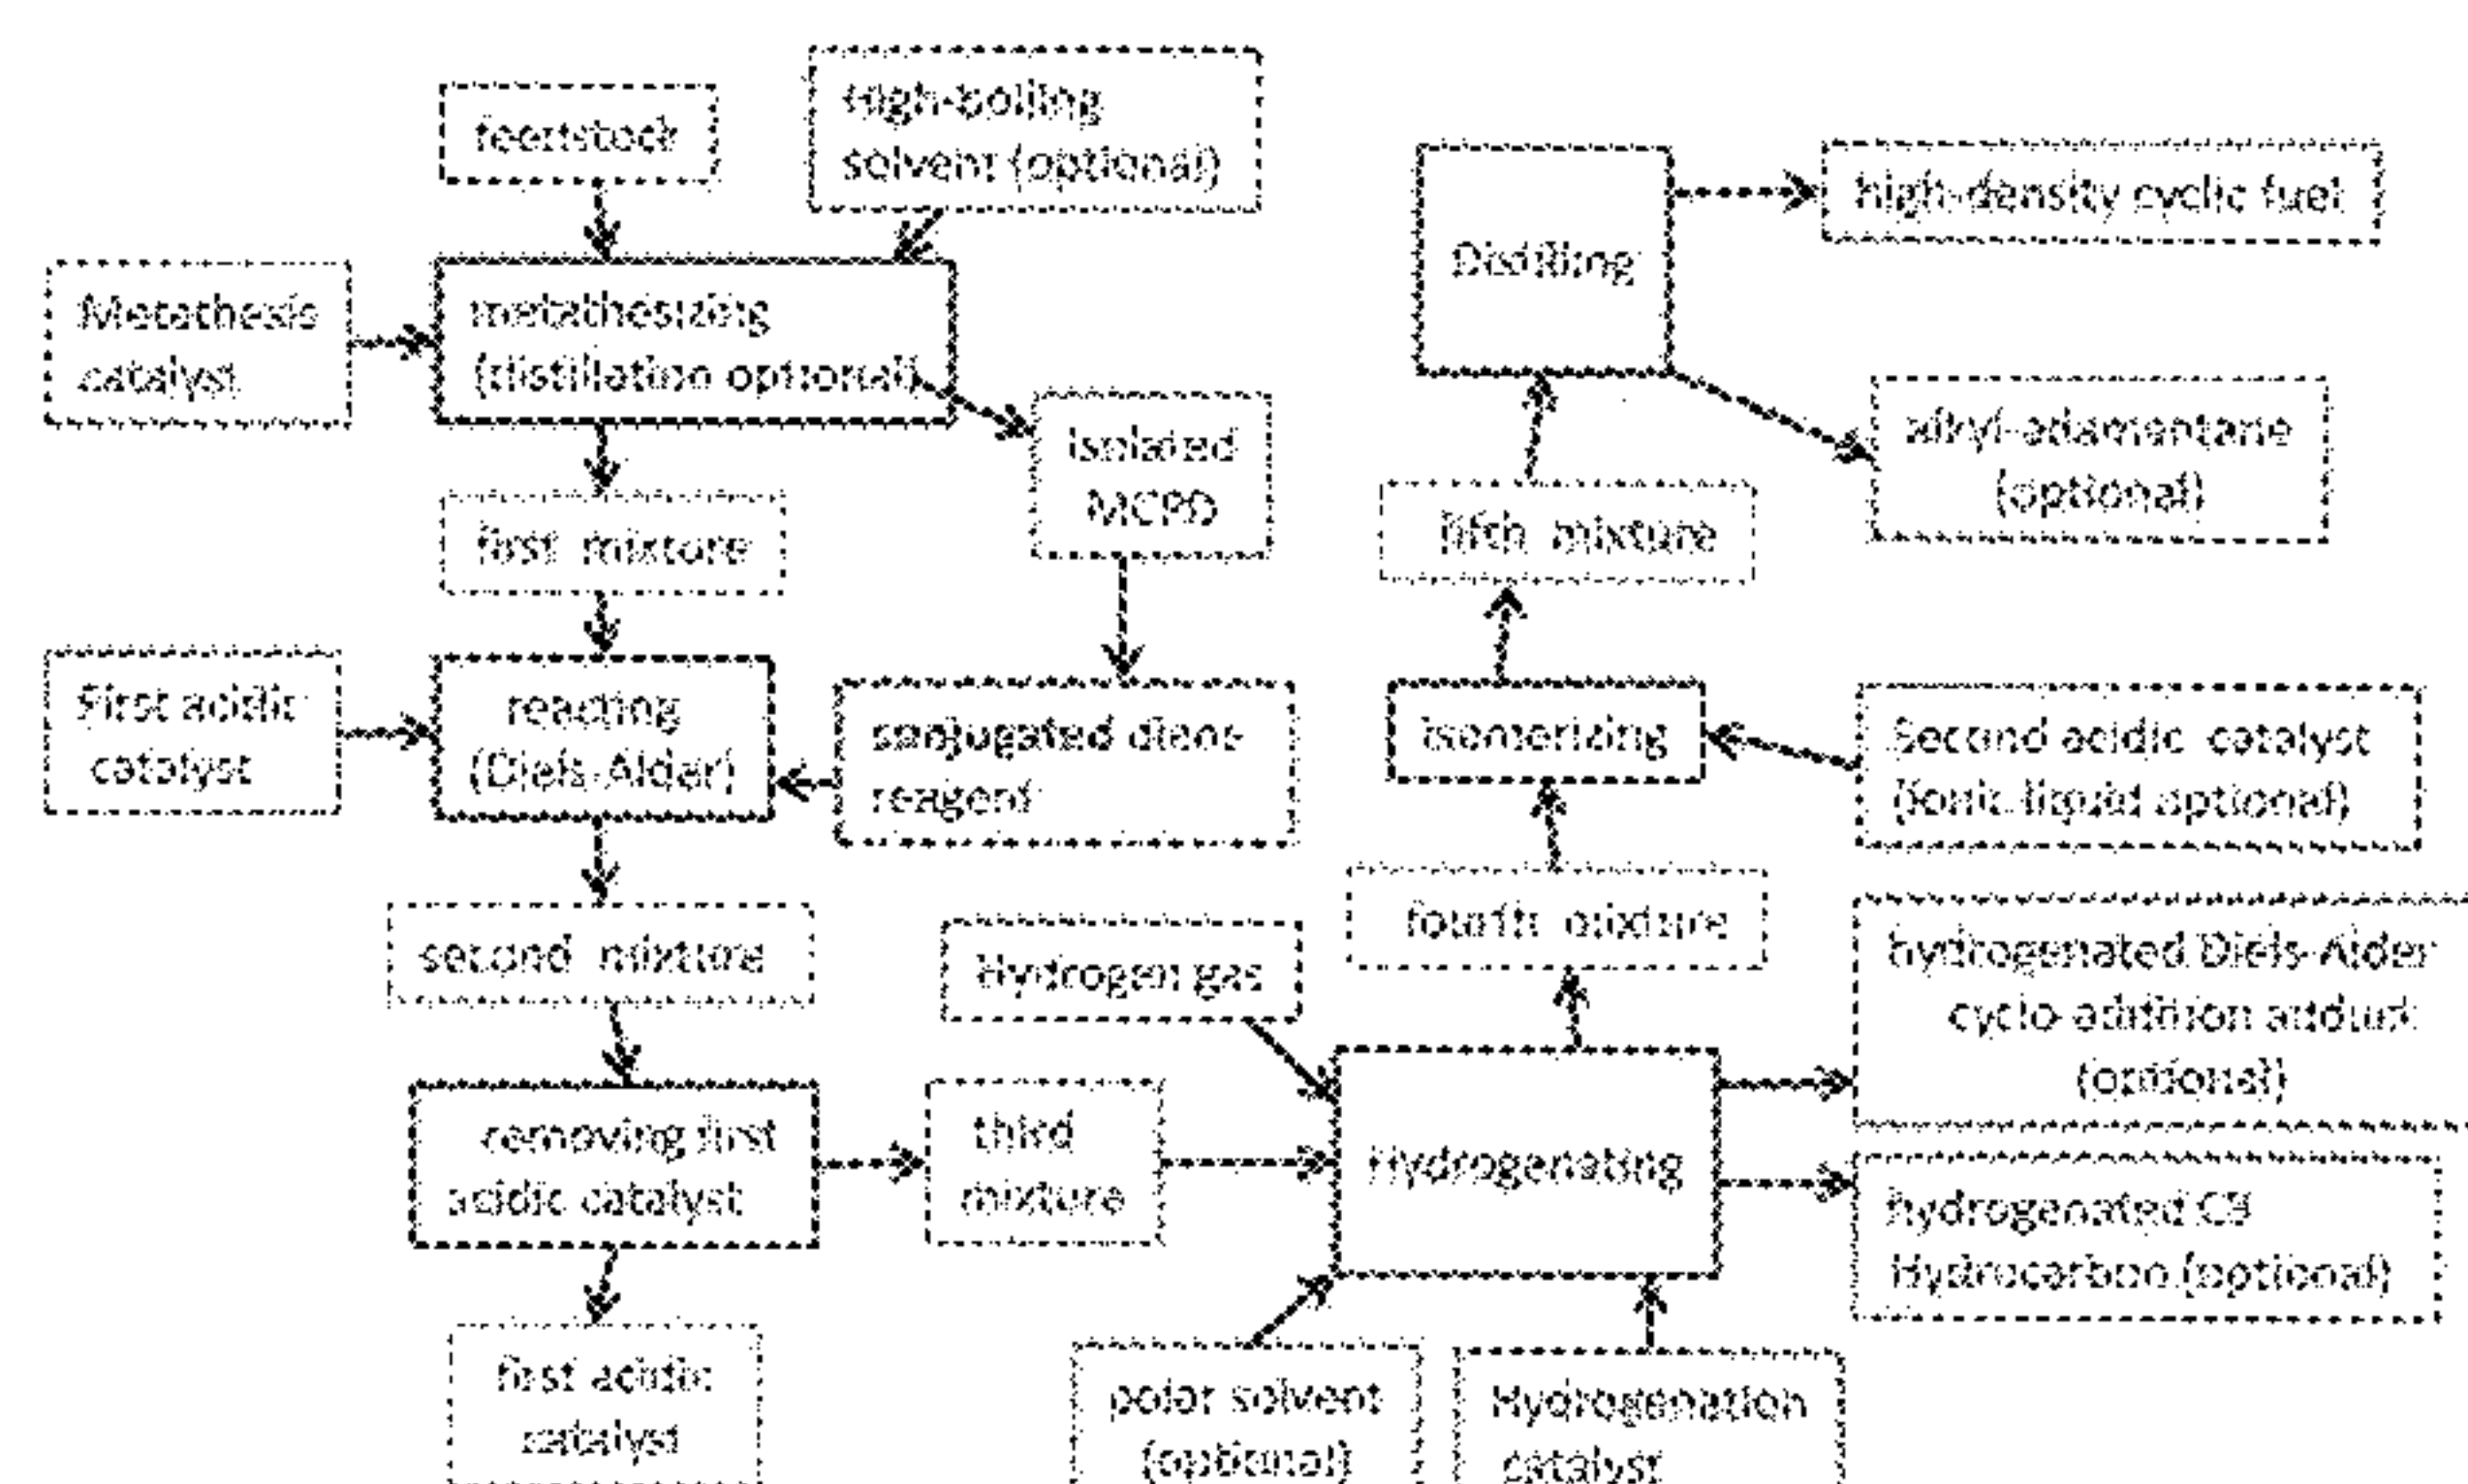 feedstock
High-boiling
solvent (optional)
Metathesis
catalyst
metathesizing
(distillation optional)
isolated
MCPD
first mixture
First acidic
catalyst
reacting
(Diels-Alder)
conjugated diene
reagent
second mixture
removing first
acidic catalyst
third
mixture
first acidic
catalyst
Hydrogen gas
Hydrogenating
polar solvent
(optional)
Hydrogenation
catalyst
hydrogenated Diels-Alder
cyclo-addition adduct
(optional)
hydrogenated
Hydrocarbon (optional)
fourth mixture
isomerizing
Second acidic catalyst
(ionic liquid optional)
fifth mixture
Distilling
high-density cyclic fuel
alkyl-adamantane
(optional)